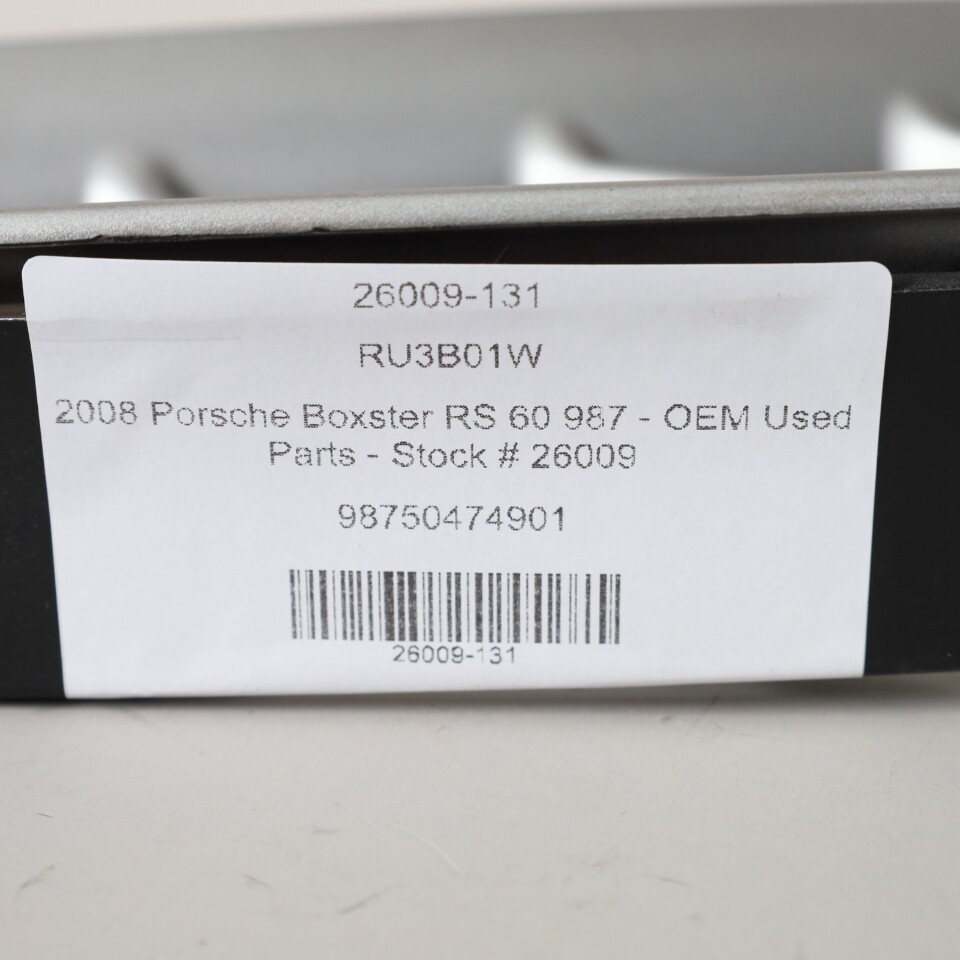 26009-131
RU3B01W
2008 Porsche Boxster RS 60 987 - OEM Used
Parts - Stock # 26009
98750474901
26009-131